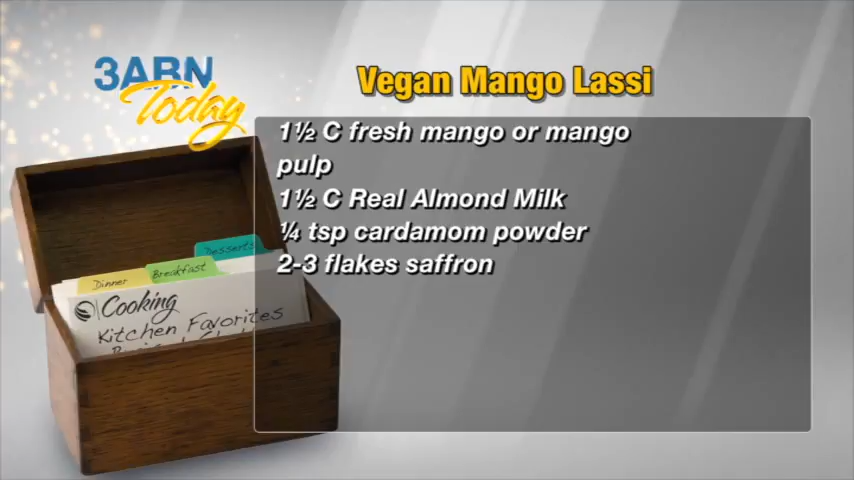 3ABN
Today
Vegan Mango Lassi
1½ C fresh mango or mango
pulp
1½ C Real Almond Milk
¼ tsp cardamom powder
2-3 flakes saffron
Desserts
Breakfast
Dinner
Cooking
Kitchen Favorites